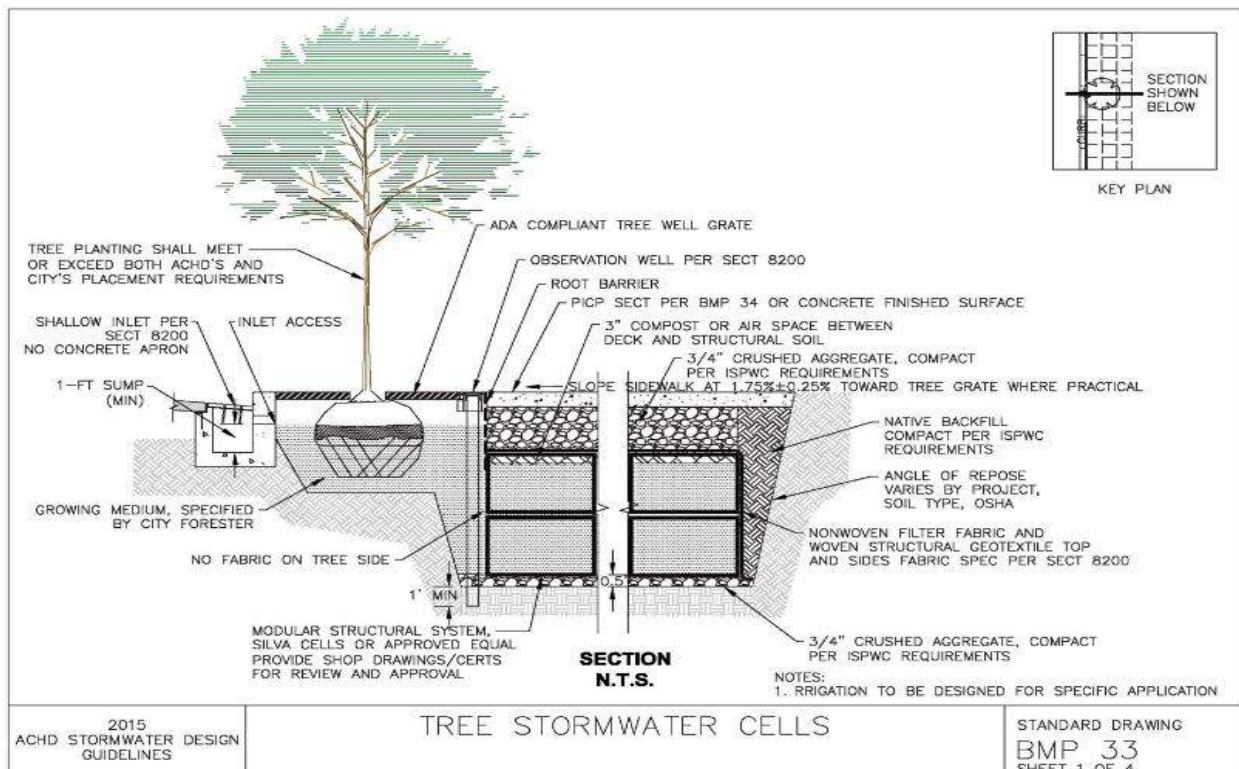 SECTION
SHOWN
BELOW
CURB
KEY PLAN
ADA COMPLIANT TREE WELL GRATE
TREE PLANTING SHALL MEET
OR EXCEED BOTH ACHD'S AND
CITY'S PLACEMENT REQUIREMENTS
OBSERVATION WELL PER SECT 8200
ROOT BARRIER
PICP SECT PER BMP 34 OR CONCRETE FINISHED SURFACE
SHALLOW INLET PER
SECT 8200
NO CONCRETE APRON
INLET ACCESS
3" COMPOST OR AIR SPACE BETWEEN
DECK AND STRUCTURAL SOIL
3/4" CRUSHED AGGREGATE, COMPACT
PER ISPWC REQUIREMENTS
1-FT SUMP
(MIN)
SLOPE SIDEWALK AT 1.75%±0.25% TOWARD TREE GRATE WHERE PRACTICAL
NATIVE BACKFILL
COMPACT PER ISPWC
REQUIREMENTS
ANGLE OF REPOSE
VARIES BY PROJECT,
SOIL TYPE, OSHA
GROWING MEDIUM, SPECIFIED
BY CITY FORESTER
NO FABRIC ON TREE SIDE
NONWOVEN FILTER FABRIC AND
WOVEN STRUCTURAL GEOTEXTILE TOP
AND SIDES FABRIC SPEC PER SECT 8200
0.5'
1' MIN
MODULAR STRUCTURAL SYSTEM,
SILVA CELLS OR APPROVED EQUAL
PROVIDE SHOP DRAWINGS/CERTS
FOR REVIEW AND APPROVAL
SECTION
N.T.S.
3/4" CRUSHED AGGREGATE, COMPACT
PER ISPWC REQUIREMENTS
NOTES:
1. RRIGATION TO BE DESIGNED FOR SPECIFIC APPLICATION
2015
ACHD STORMWATER DESIGN
GUIDELINES
TREE STORMWATER CELLS
STANDARD DRAWING
BMP 33
SHEET 1 OF 4